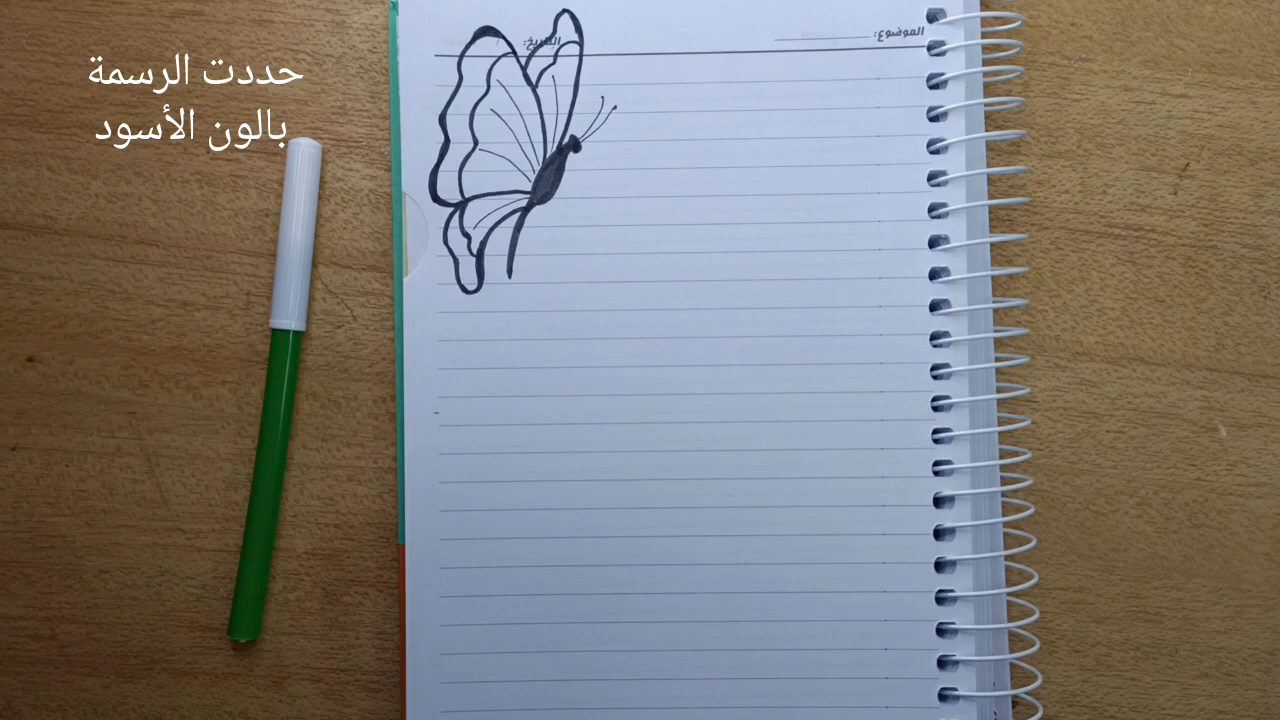 حددت الرسمة
بالون الأسود
الموضوع:
التاريخ: